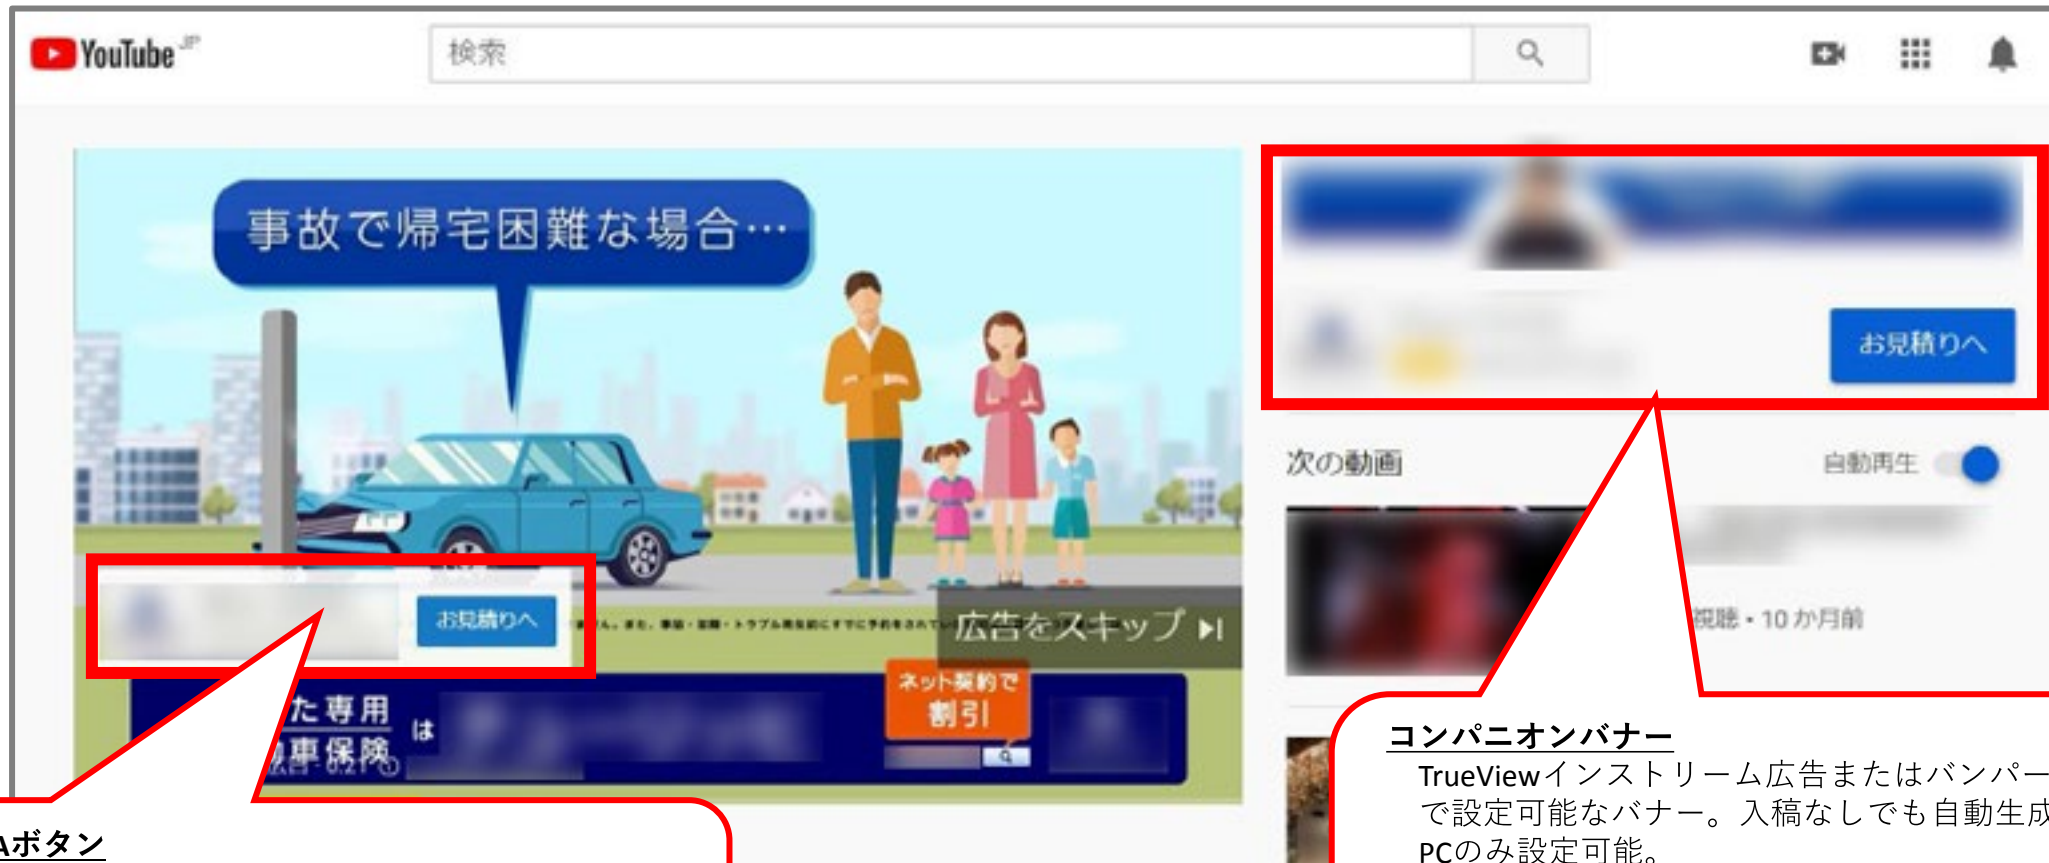 YouTube JP
検索
事故で帰宅困難な場合…
お見積りへ
次の動画
自動再生
視聴・10 か月前
お見積りへ
広告をスキップ
ネット契約で
割引
た専用
車保険
は
コンパニオンバナー
TrueViewインストリーム広告またはバンパー
で設定可能なバナー。入稿なしでも自動生成
PCのみ設定可能。
Aボタン